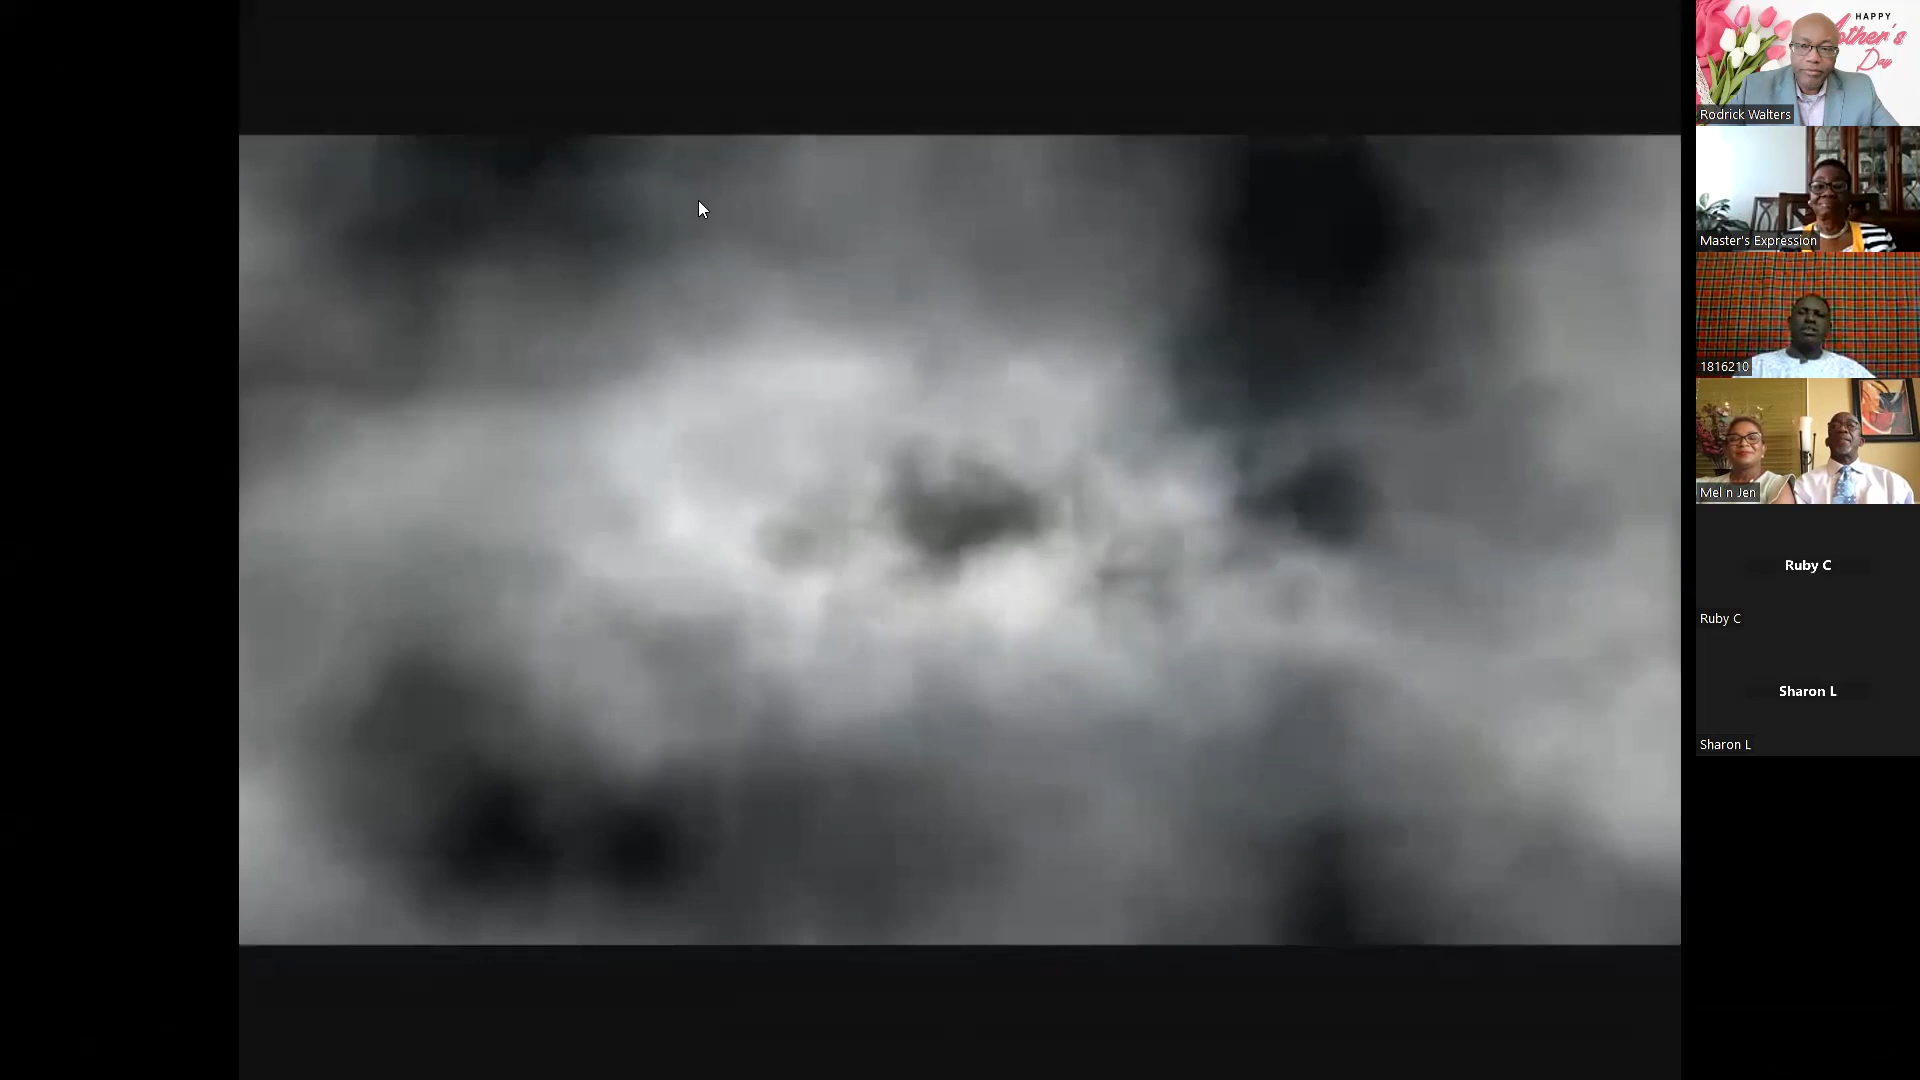 HAPPY
Mother's
Day
Rodrick Walters
Master's Expression
1816210
Mel n Jen
Ruby C
Ruby C
Sharon L
Sharon L